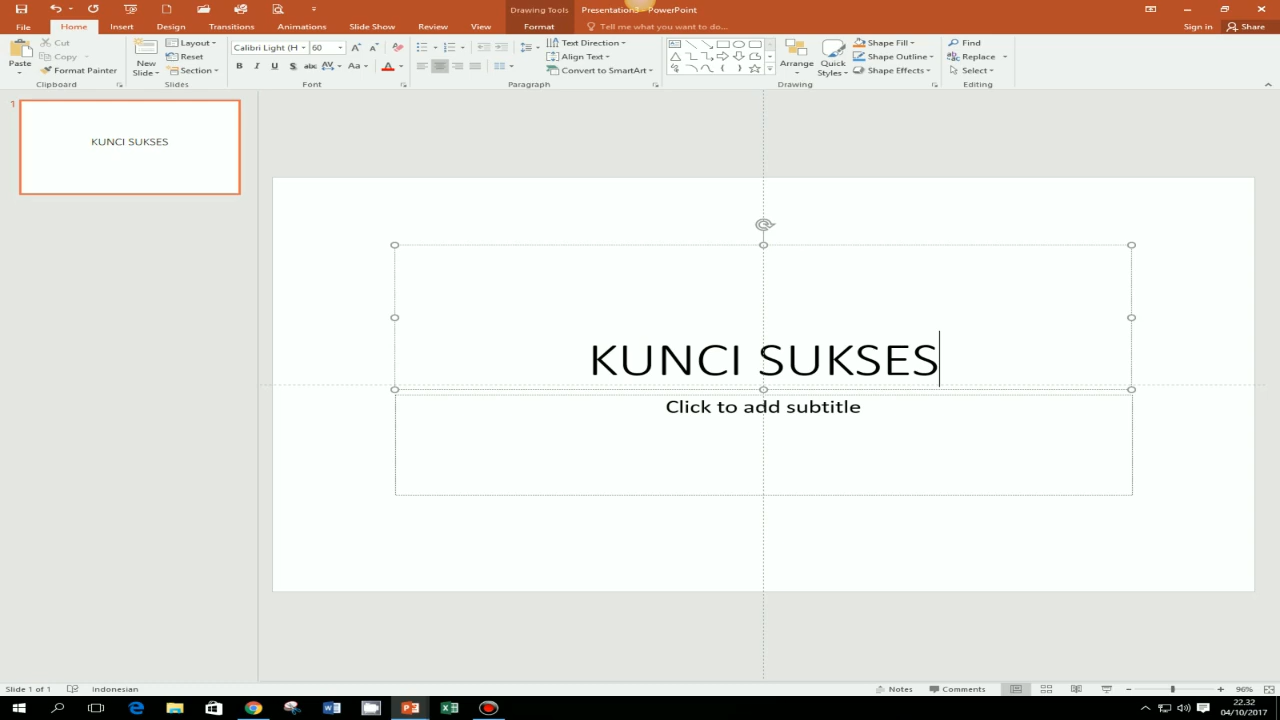 Drawing Tools
Presentation3 - PowerPoint
File
Home
Insert
Design
Transitions
Animations
Slide Show
Review
View
Format
Tell me what you want to do...
Sign in
Share
Paste
Cut
Copy
Format Painter
Clipboard
New Slide
Layout
Reset
Section
Slides
Calibri Light (H
60
B I U S abc AV Aa A
Font
Text Direction
Align Text
Convert to SmartArt
Paragraph
Arrange
Quick Styles
Shape Fill
Shape Outline
Shape Effects
Drawing
Find
Replace
Select
Editing
1
KUNCI SUKSES
KUNCI SUKSES
Click to add subtitle
Slide 1 of 1
Indonesian
Notes
Comments
96%
22.32
04/10/2017